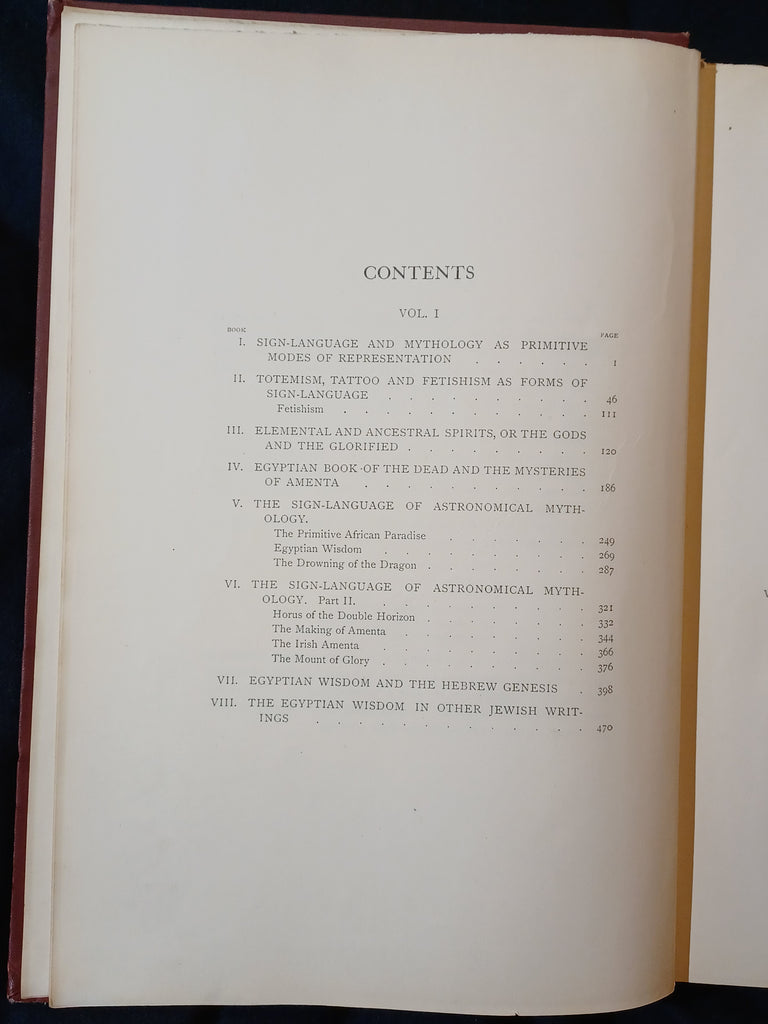 CONTENTS
VOL. I
BOOK
PAGE
I. SIGN-LANGUAGE AND MYTHOLOGY AS PRIMITIVE
MODES OF REPRESENTATION . . . . . . 1
II. TOTEMISM, TATTOO AND FETISHISM AS FORMS OF
SIGN-LANGUAGE . . . . . . . . . . 46
Fetishism . . . . . . . . . . . . 111
III. ELEMENTAL AND ANCESTRAL SPIRITS, OR THE GODS
AND THE GLORIFIED . . . . . . . . . 120
IV. EGYPTIAN BOOK OF THE DEAD AND THE MYSTERIES
OF AMENTA . . . . . . . . . . . 186
V. THE SIGN-LANGUAGE OF ASTRONOMICAL MYTH-
OLOGY.
The Primitive African Paradise . . . . . . . 249
Egyptian Wisdom . . . . . . . . . . 269
The Drowning of the Dragon . . . . . . . . 287
VI. THE SIGN-LANGUAGE OF ASTRONOMICAL MYTH-
OLOGY. Part II. . . . . . . . . . . 321
Horus of the Double Horizon . . . . . . . . 332
The Making of Amenta . . . . . . . . . 344
The Irish Amenta . . . . . . . . . . 366
The Mount of Glory . . . . . . . . . . 376
VII. EGYPTIAN WISDOM AND THE HEBREW GENESIS . 398
VIII. THE EGYPTIAN WISDOM IN OTHER JEWISH WRIT-
INGS . . . . . . . . . . . . . 470